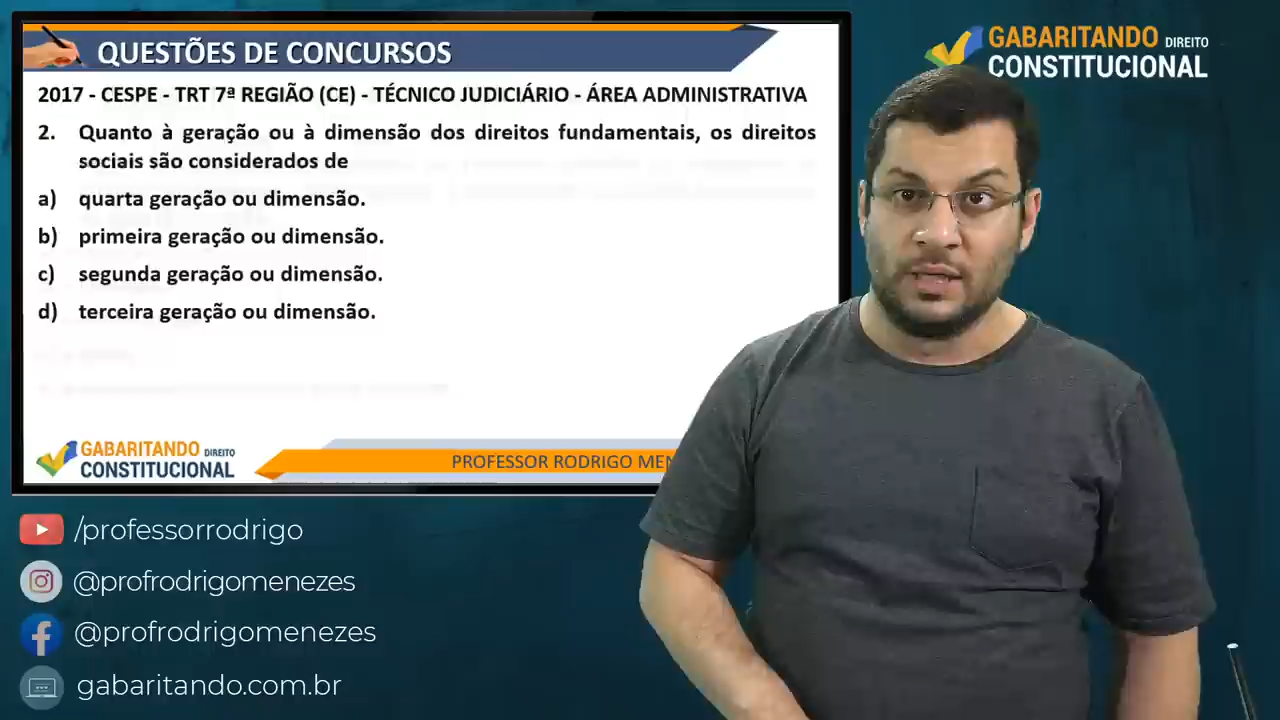 QUESTÕES DE CONCURSOS
GABARITANDO DIREITO
CONSTITUCIONAL
2017 - CESPE - TRT 7ª REGIÃO (CE) - TÉCNICO JUDICIÁRIO - ÁREA ADMINISTRATIVA
2. Quanto à geração ou à dimensão dos direitos fundamentais, os direitos
sociais são considerados de
a) quarta geração ou dimensão.
b) primeira geração ou dimensão.
c) segunda geração ou dimensão.
d) terceira geração ou dimensão.
GABARITANDO DIREITO
CONSTITUCIONAL
PROFESSOR RODRIGO MEN
/professorrodrigo
@profrodrigomenezes
@profrodrigomenezes
gabaritando.com.br